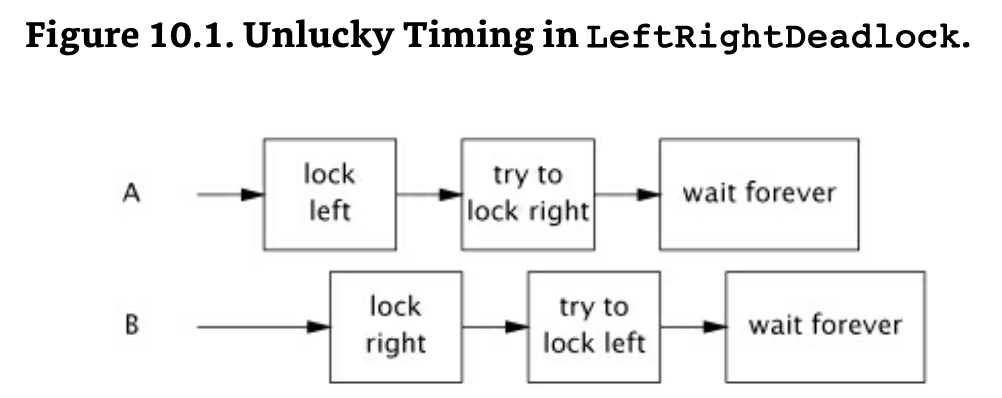 Figure 10.1. Unlucky Timing in LeftRightDeadlock.
A
lock
left
try to
lock right
wait forever
B
lock
right
try to
lock left
wait forever